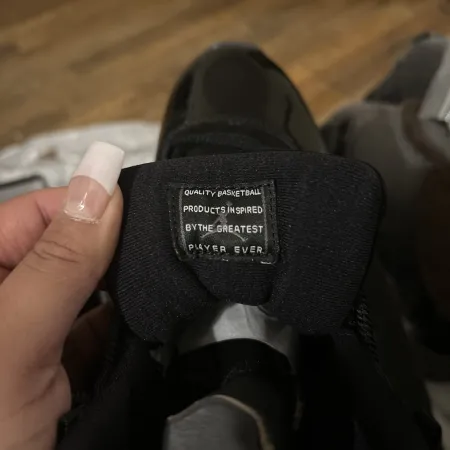 QUALITY BASKETBALL
PRODUCTS INSPIRED
BY THE GREATEST
PLAYER EVER.